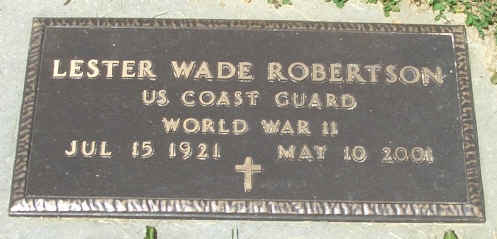 LESTER WADE ROBERTSON
US COAST GUARD
WORLD WAR II
JUL 15 1921 MAY 10 2001